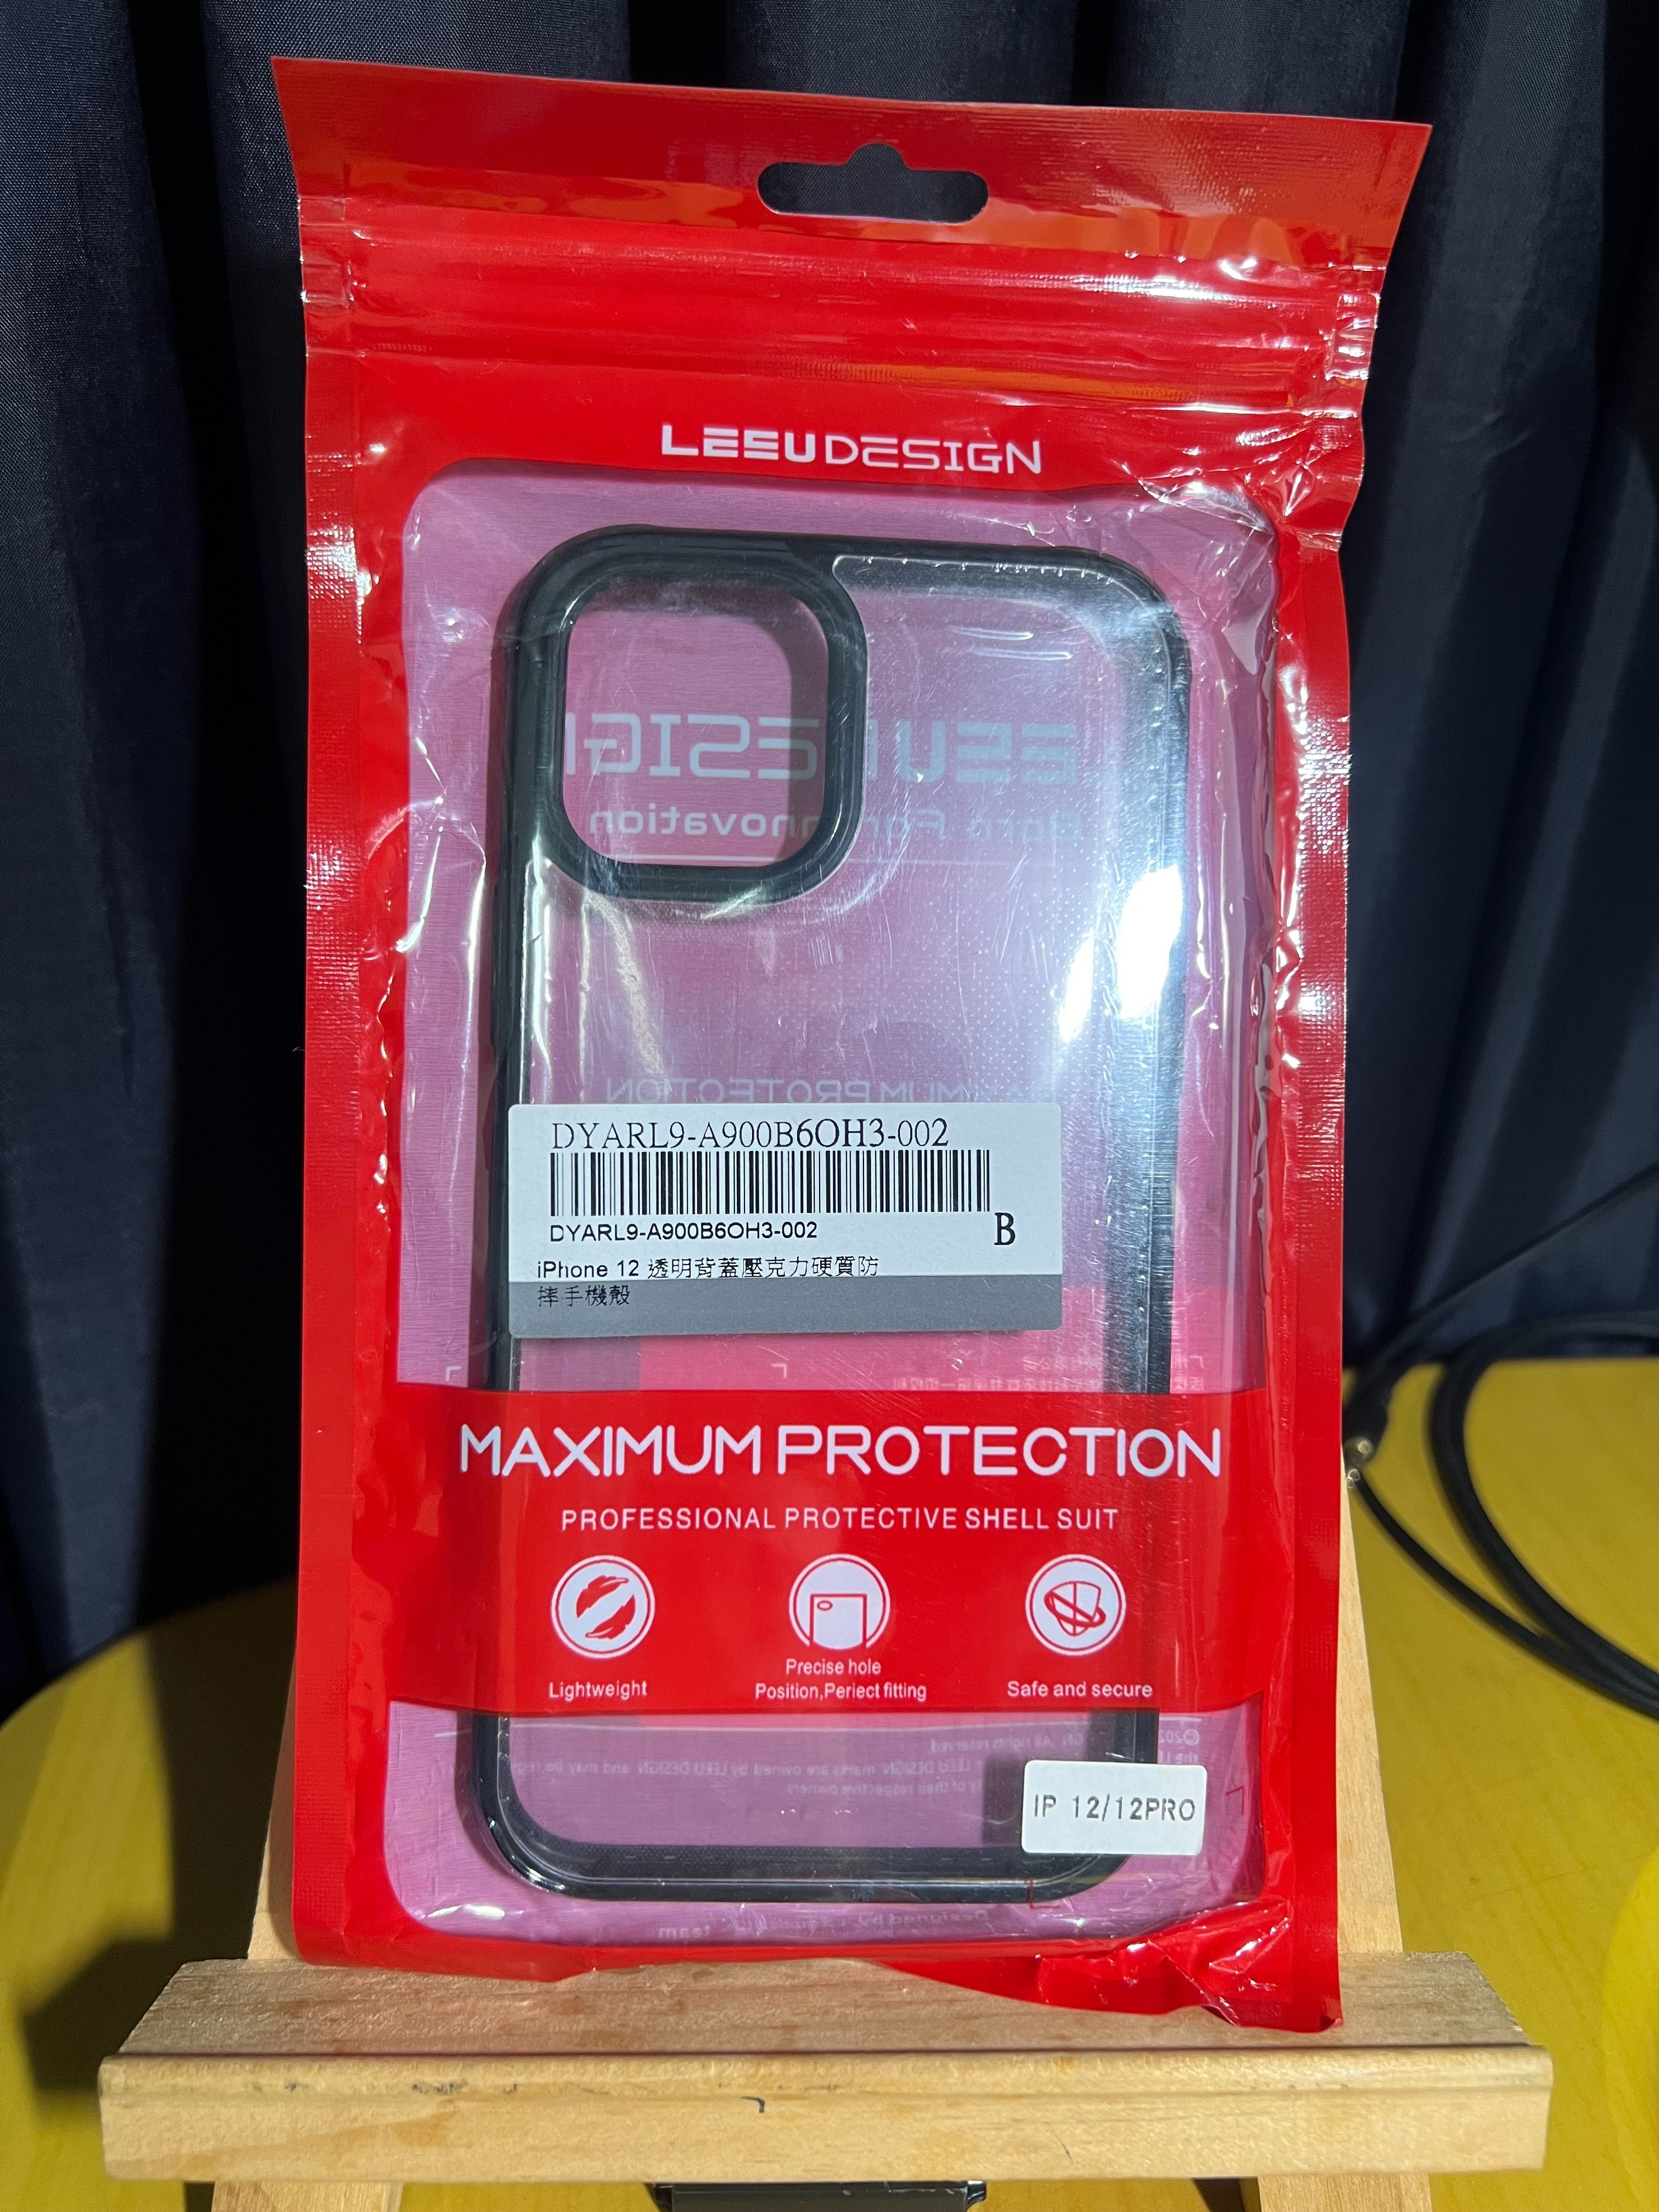 LEEUDESIGN
DYARL9-A900B6OH3-002
DYARL9-A900B6OH3-002
B
iPhone 12 透明背蓋壓克力硬質防
摔手機殼
MAXIMUM PROTECTION
PROFESSIONAL PROTECTIVE SHELL SUIT
Lightweight
Precise hole
Position,Periect fitting
Safe and secure
IP 12/12PRO